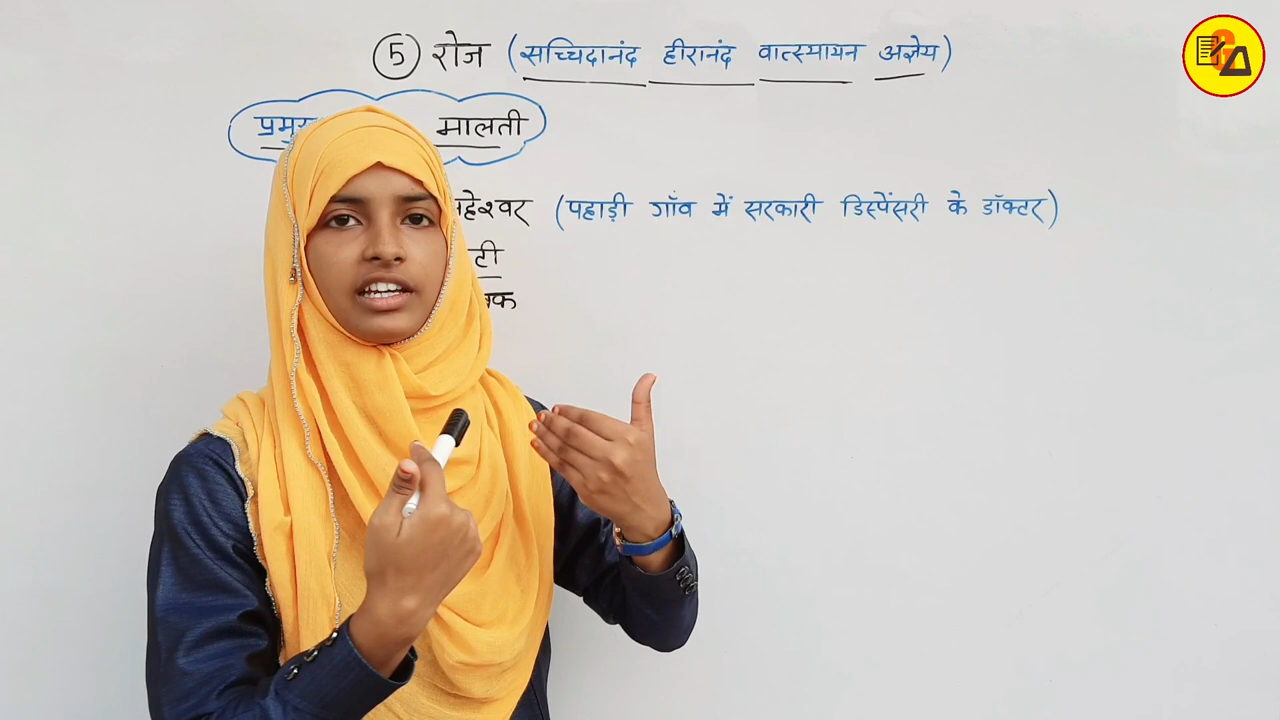 5 रोज (सच्चिदानंद हीरानंद वात्स्यायन अज्ञेय)
मालती
(पहाड़ी गाँव में सरकारी डिस्पेंसरी के डॉक्टर)